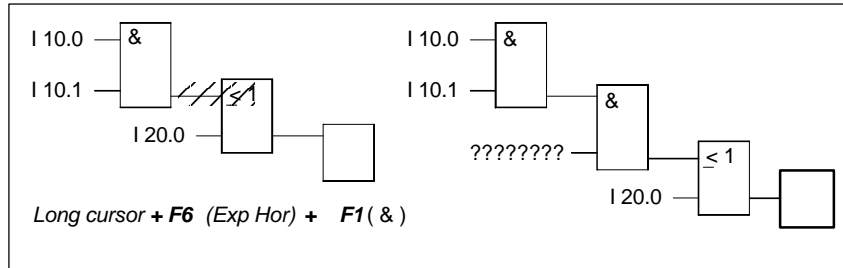 I 10.0
&
I 10.1
≤ 1
I 20.0
Long cursor + F6 (Exp Hor) + F1 ( & )
I 10.0
&
I 10.1
&
????????
≤ 1
I 20.0